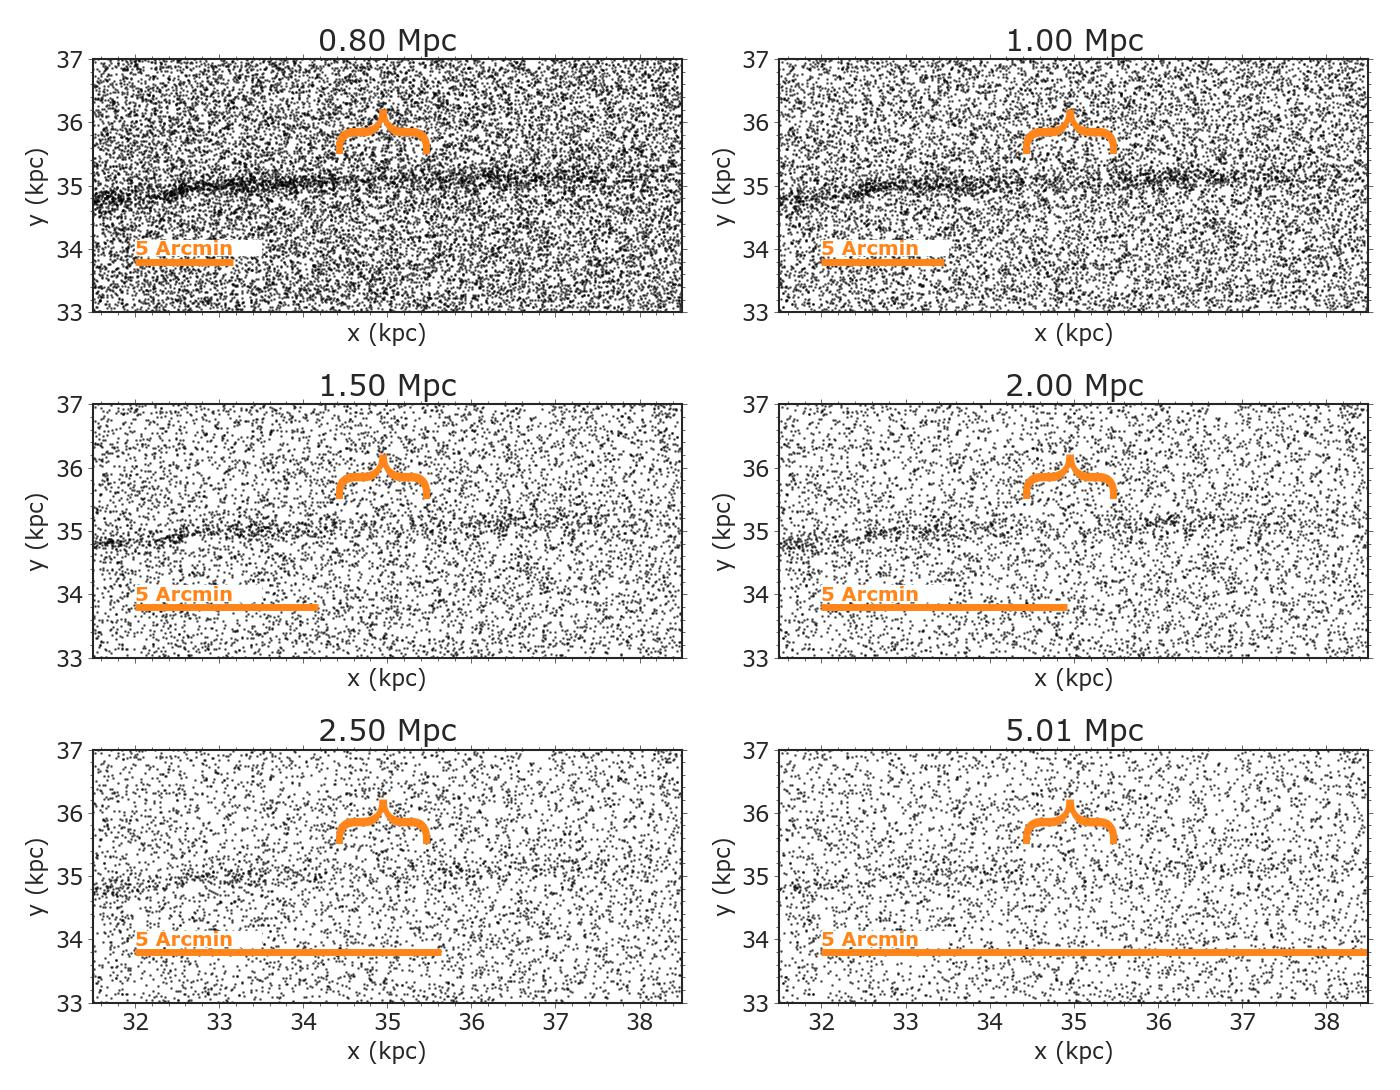 0.80 Mpc
37
36
35
34
33
y (kpc)
5 Arcmin
x (kpc)
1.00 Mpc
37
36
35
34
33
y (kpc)
5 Arcmin
x (kpc)
1.50 Mpc
37
36
35
34
33
y (kpc)
5 Arcmin
x (kpc)
2.00 Mpc
37
36
35
34
33
y (kpc)
5 Arcmin
x (kpc)
2.50 Mpc
37
36
35
34
33
y (kpc)
5 Arcmin
32 33 34 35 36 37 38
x (kpc)
5.01 Mpc
37
36
35
34
33
y (kpc)
5 Arcmin
32 33 34 35 36 37 38
x (kpc)